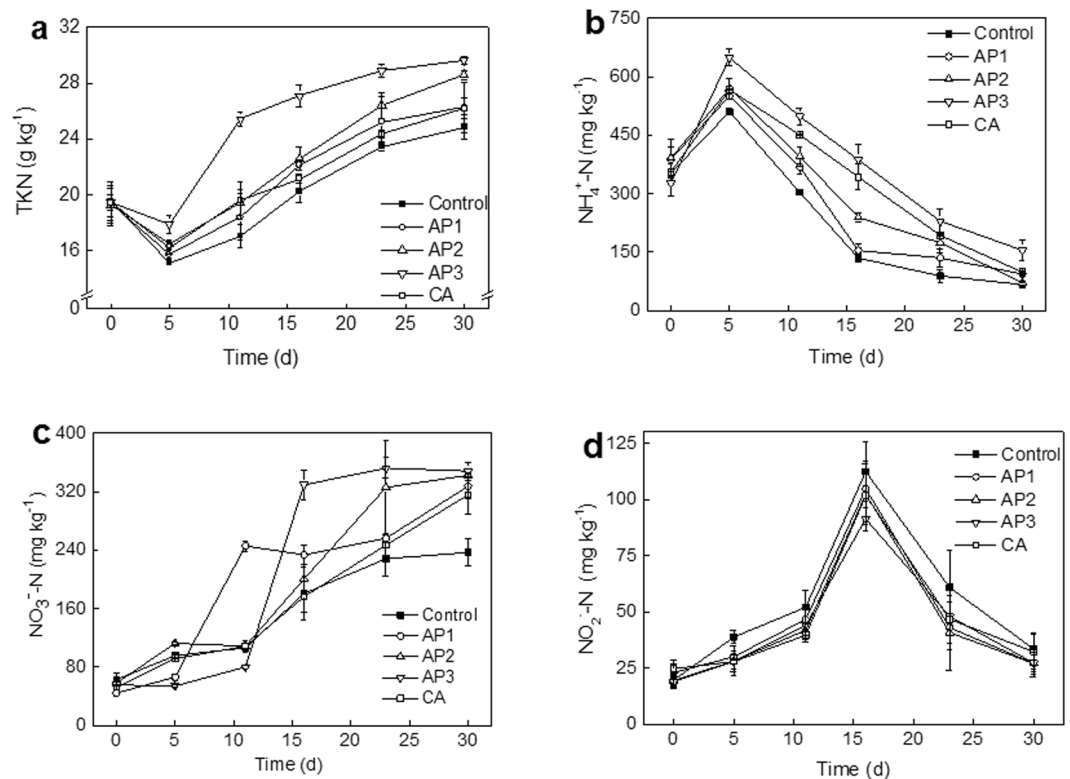 a
TKN (g kg⁻¹)
32
28
24
20
16
0
Control
AP1
AP2
AP3
CA
0 5 10 15 20 25 30
Time (d)
b
NH₄⁺-N (mg kg⁻¹)
750
600
450
300
150
0
Control
AP1
AP2
AP3
CA
0 5 10 15 20 25 30
Time (d)
c
NO₃⁻-N (mg kg⁻¹)
400
320
240
160
80
0
Control
AP1
AP2
AP3
CA
0 5 10 15 20 25 30
Time (d)
d
NO₂⁻-N (mg kg⁻¹)
125
100
75
50
25
0
Control
AP1
AP2
AP3
CA
0 5 10 15 20 25 30
Time (d)